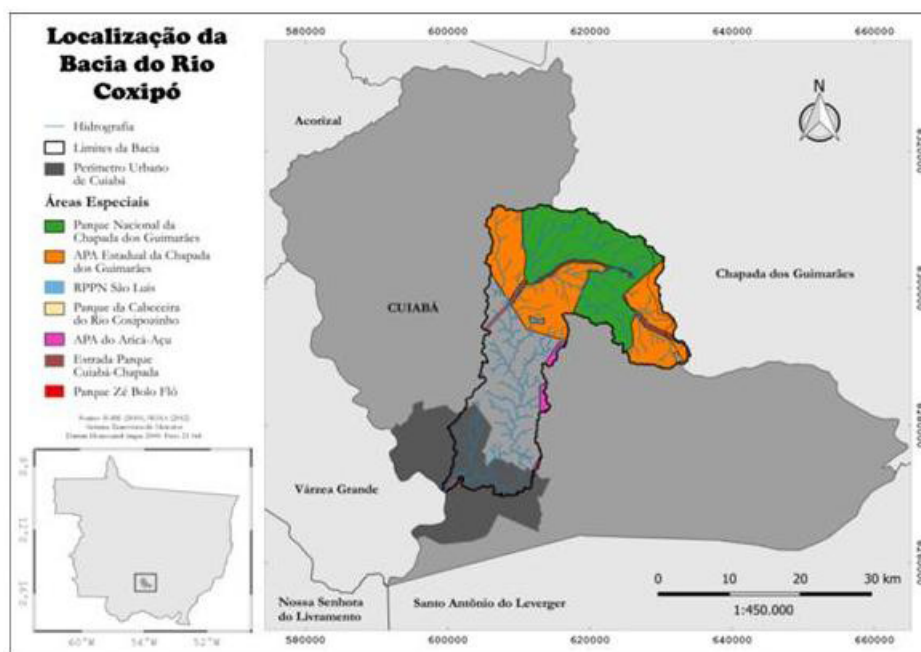 Localização da
Bacia do Rio
Coxipó
Hidrografia
Limites da Bacia
Perímetro Urbano
de Cuiabá
Áreas Especiais
Parque Nacional da
Chapada dos Guimarães
APA Estadual da Chapada
dos Guimarães
RPPN São Luis
Parque da Cabeceira
do Rio Coxipozinho
APA do Aricá-Açu
Estrada Parque
Cuiabá-Chapada
Parque Zé Bolo Flô
580000 600000 620000 640000 660000
N
Acorizal
CUIABÁ
Chapada dos Guimarães
Várzea Grande
Nossa Senhora
do Livramento
Santo Antônio do Leverger
0 10 20 30 km
1:450.000
580000 600000 620000 640000 660000